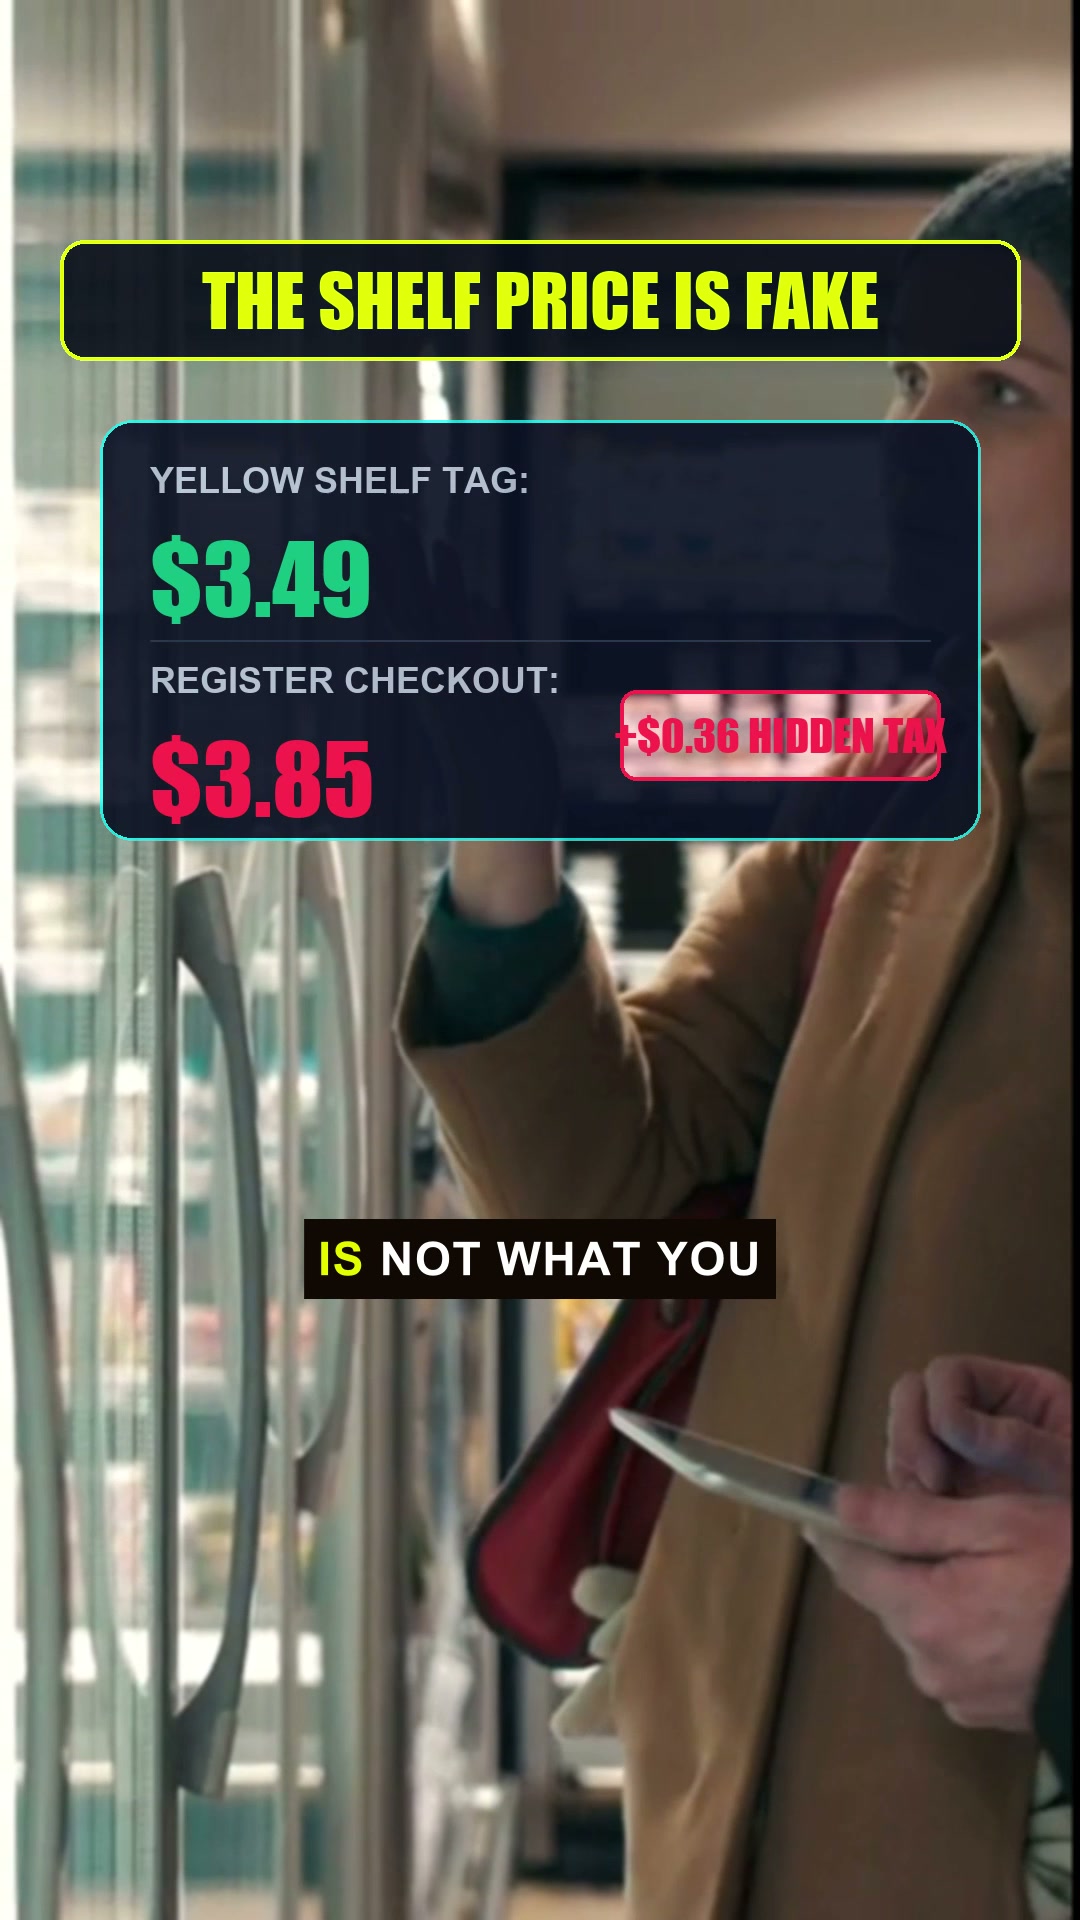 THE SHELF PRICE IS FAKE
YELLOW SHELF TAG:
$3.49
REGISTER CHECKOUT:
$3.85
+$0.36 HIDDEN TAX
IS NOT WHAT YOU